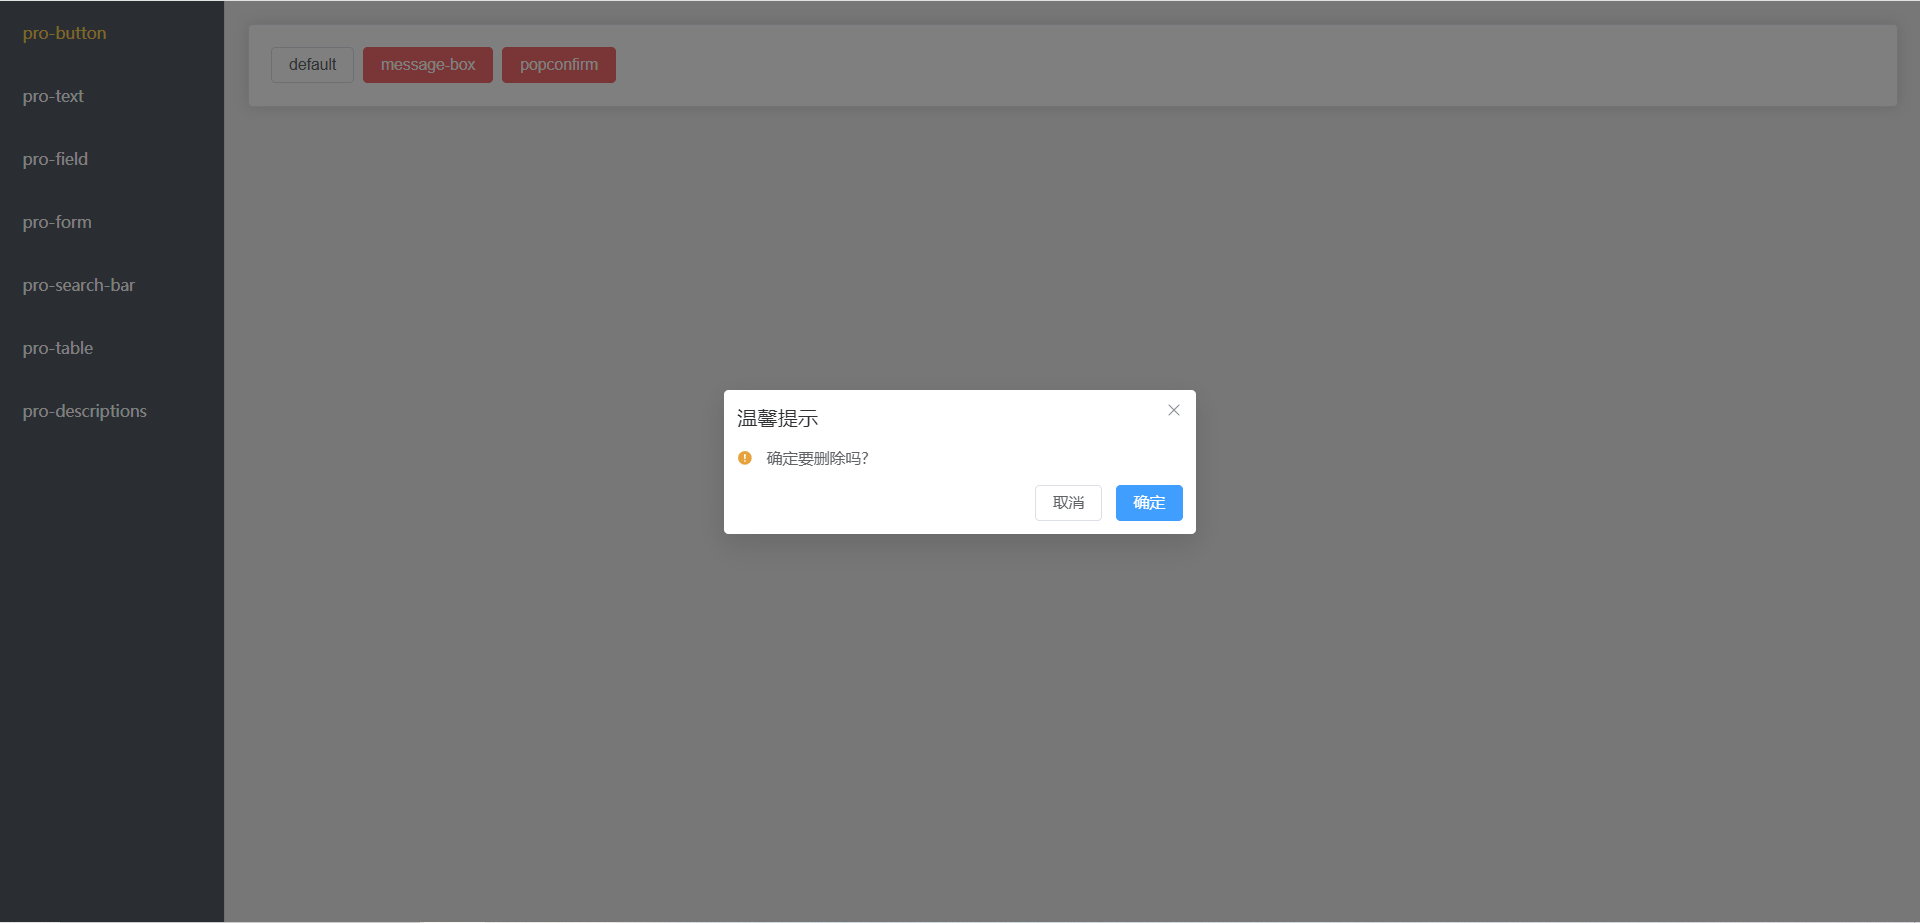 pro-button
pro-text
pro-field
pro-form
pro-search-bar
pro-table
pro-descriptions
default
message-box
popconfirm
温馨提示
确定要删除吗?
取消
确定